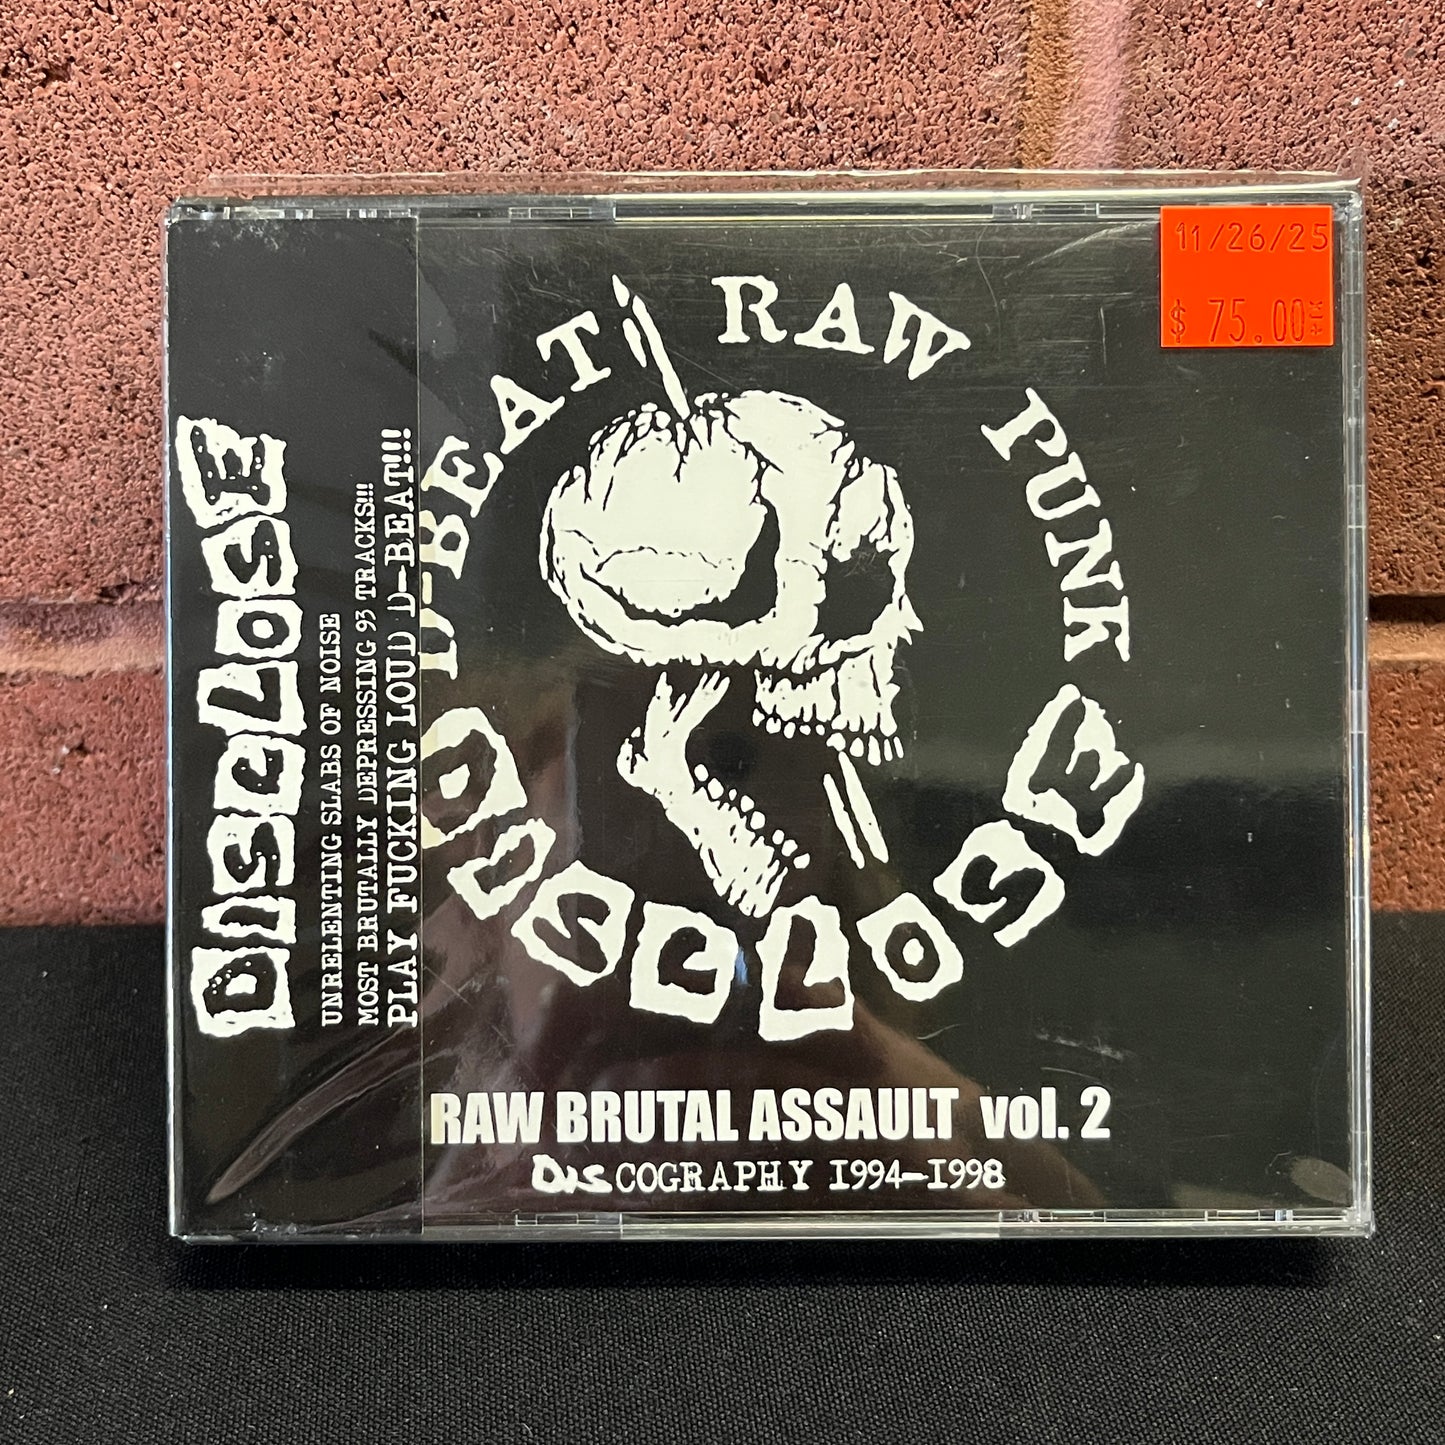 DISCLOSE
UNRELENTING SLABS OF NOISE
MOST BRUTALLY DEPRESSING 93 TRACKS!!!
PLAY FUCKING LOUD D-BEAT!!!
D-BEAT RAW PUNK
DISCLOSE
RAW BRUTAL ASSAULT vol. 2
DISCOGRAPHY 1994-1998
11/26/25
$ 75.00